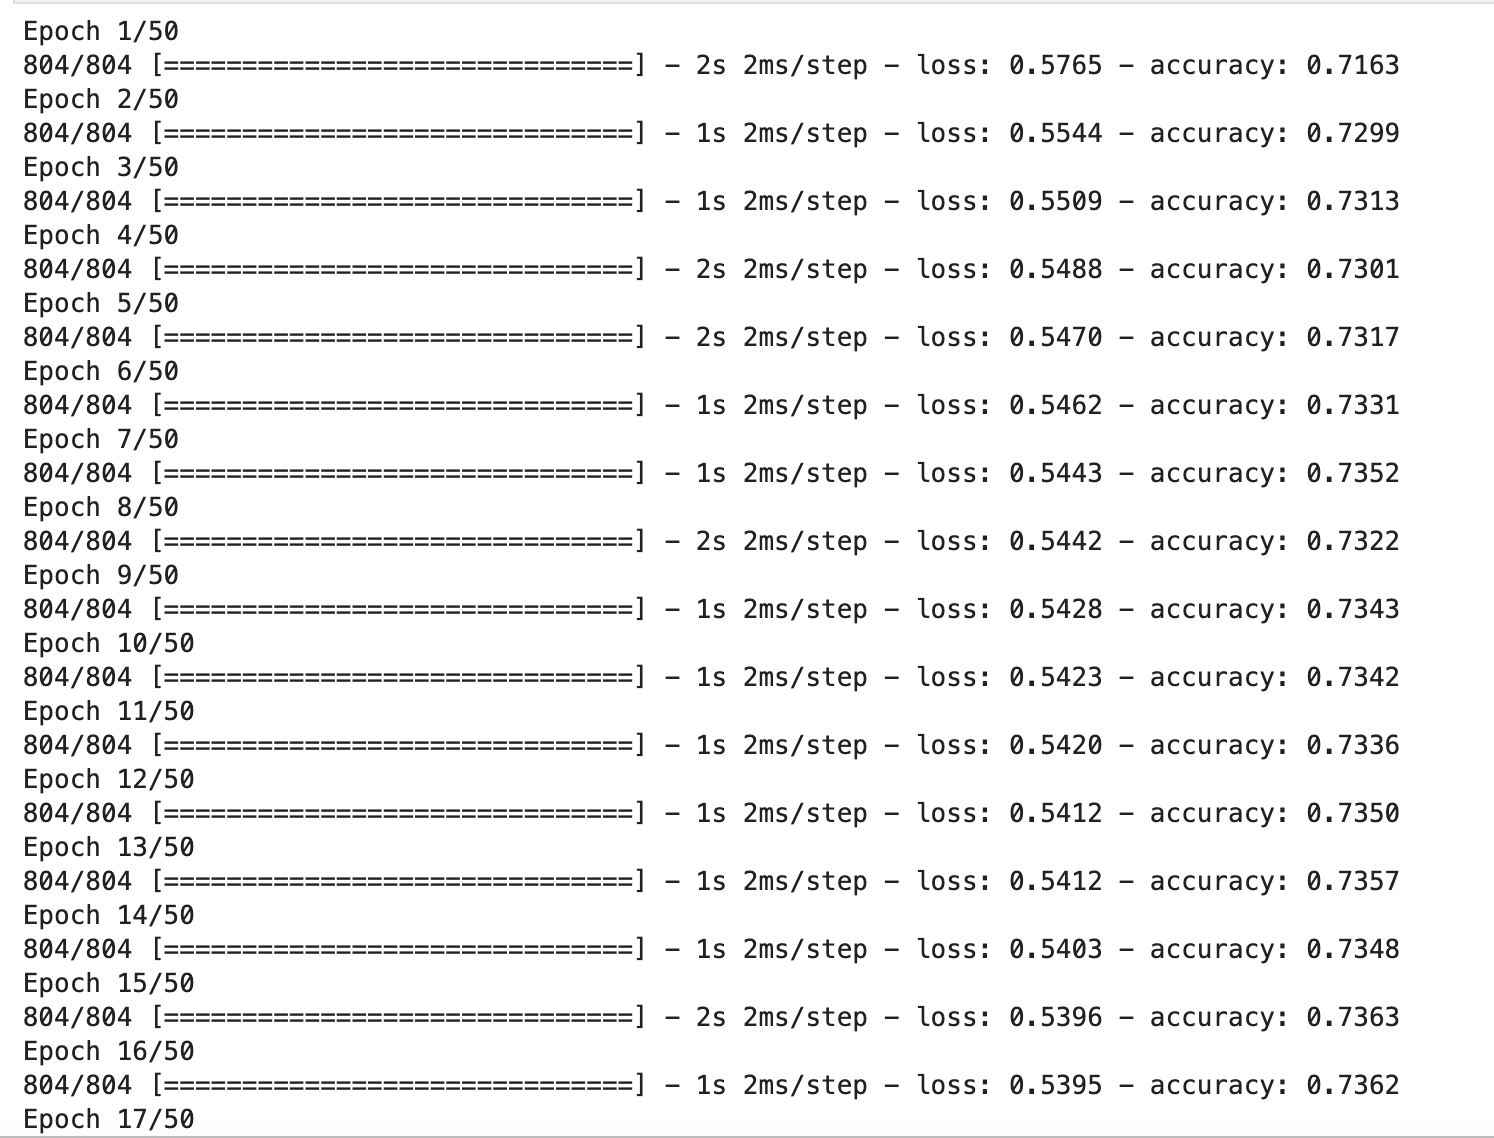 Epoch 1/50
804/804 [==============================] - 2s 2ms/step - loss: 0.5765 - accuracy: 0.7163
Epoch 2/50
804/804 [==============================] - 1s 2ms/step - loss: 0.5544 - accuracy: 0.7299
Epoch 3/50
804/804 [==============================] - 1s 2ms/step - loss: 0.5509 - accuracy: 0.7313
Epoch 4/50
804/804 [==============================] - 2s 2ms/step - loss: 0.5488 - accuracy: 0.7301
Epoch 5/50
804/804 [==============================] - 2s 2ms/step - loss: 0.5470 - accuracy: 0.7317
Epoch 6/50
804/804 [==============================] - 1s 2ms/step - loss: 0.5462 - accuracy: 0.7331
Epoch 7/50
804/804 [==============================] - 1s 2ms/step - loss: 0.5443 - accuracy: 0.7352
Epoch 8/50
804/804 [==============================] - 2s 2ms/step - loss: 0.5442 - accuracy: 0.7322
Epoch 9/50
804/804 [==============================] - 1s 2ms/step - loss: 0.5428 - accuracy: 0.7343
Epoch 10/50
804/804 [==============================] - 1s 2ms/step - loss: 0.5423 - accuracy: 0.7342
Epoch 11/50
804/804 [==============================] - 1s 2ms/step - loss: 0.5420 - accuracy: 0.7336
Epoch 12/50
804/804 [==============================] - 1s 2ms/step - loss: 0.5412 - accuracy: 0.7350
Epoch 13/50
804/804 [==============================] - 1s 2ms/step - loss: 0.5412 - accuracy: 0.7357
Epoch 14/50
804/804 [==============================] - 1s 2ms/step - loss: 0.5403 - accuracy: 0.7348
Epoch 15/50
804/804 [==============================] - 2s 2ms/step - loss: 0.5396 - accuracy: 0.7363
Epoch 16/50
804/804 [==============================] - 1s 2ms/step - loss: 0.5395 - accuracy: 0.7362
Epoch 17/50